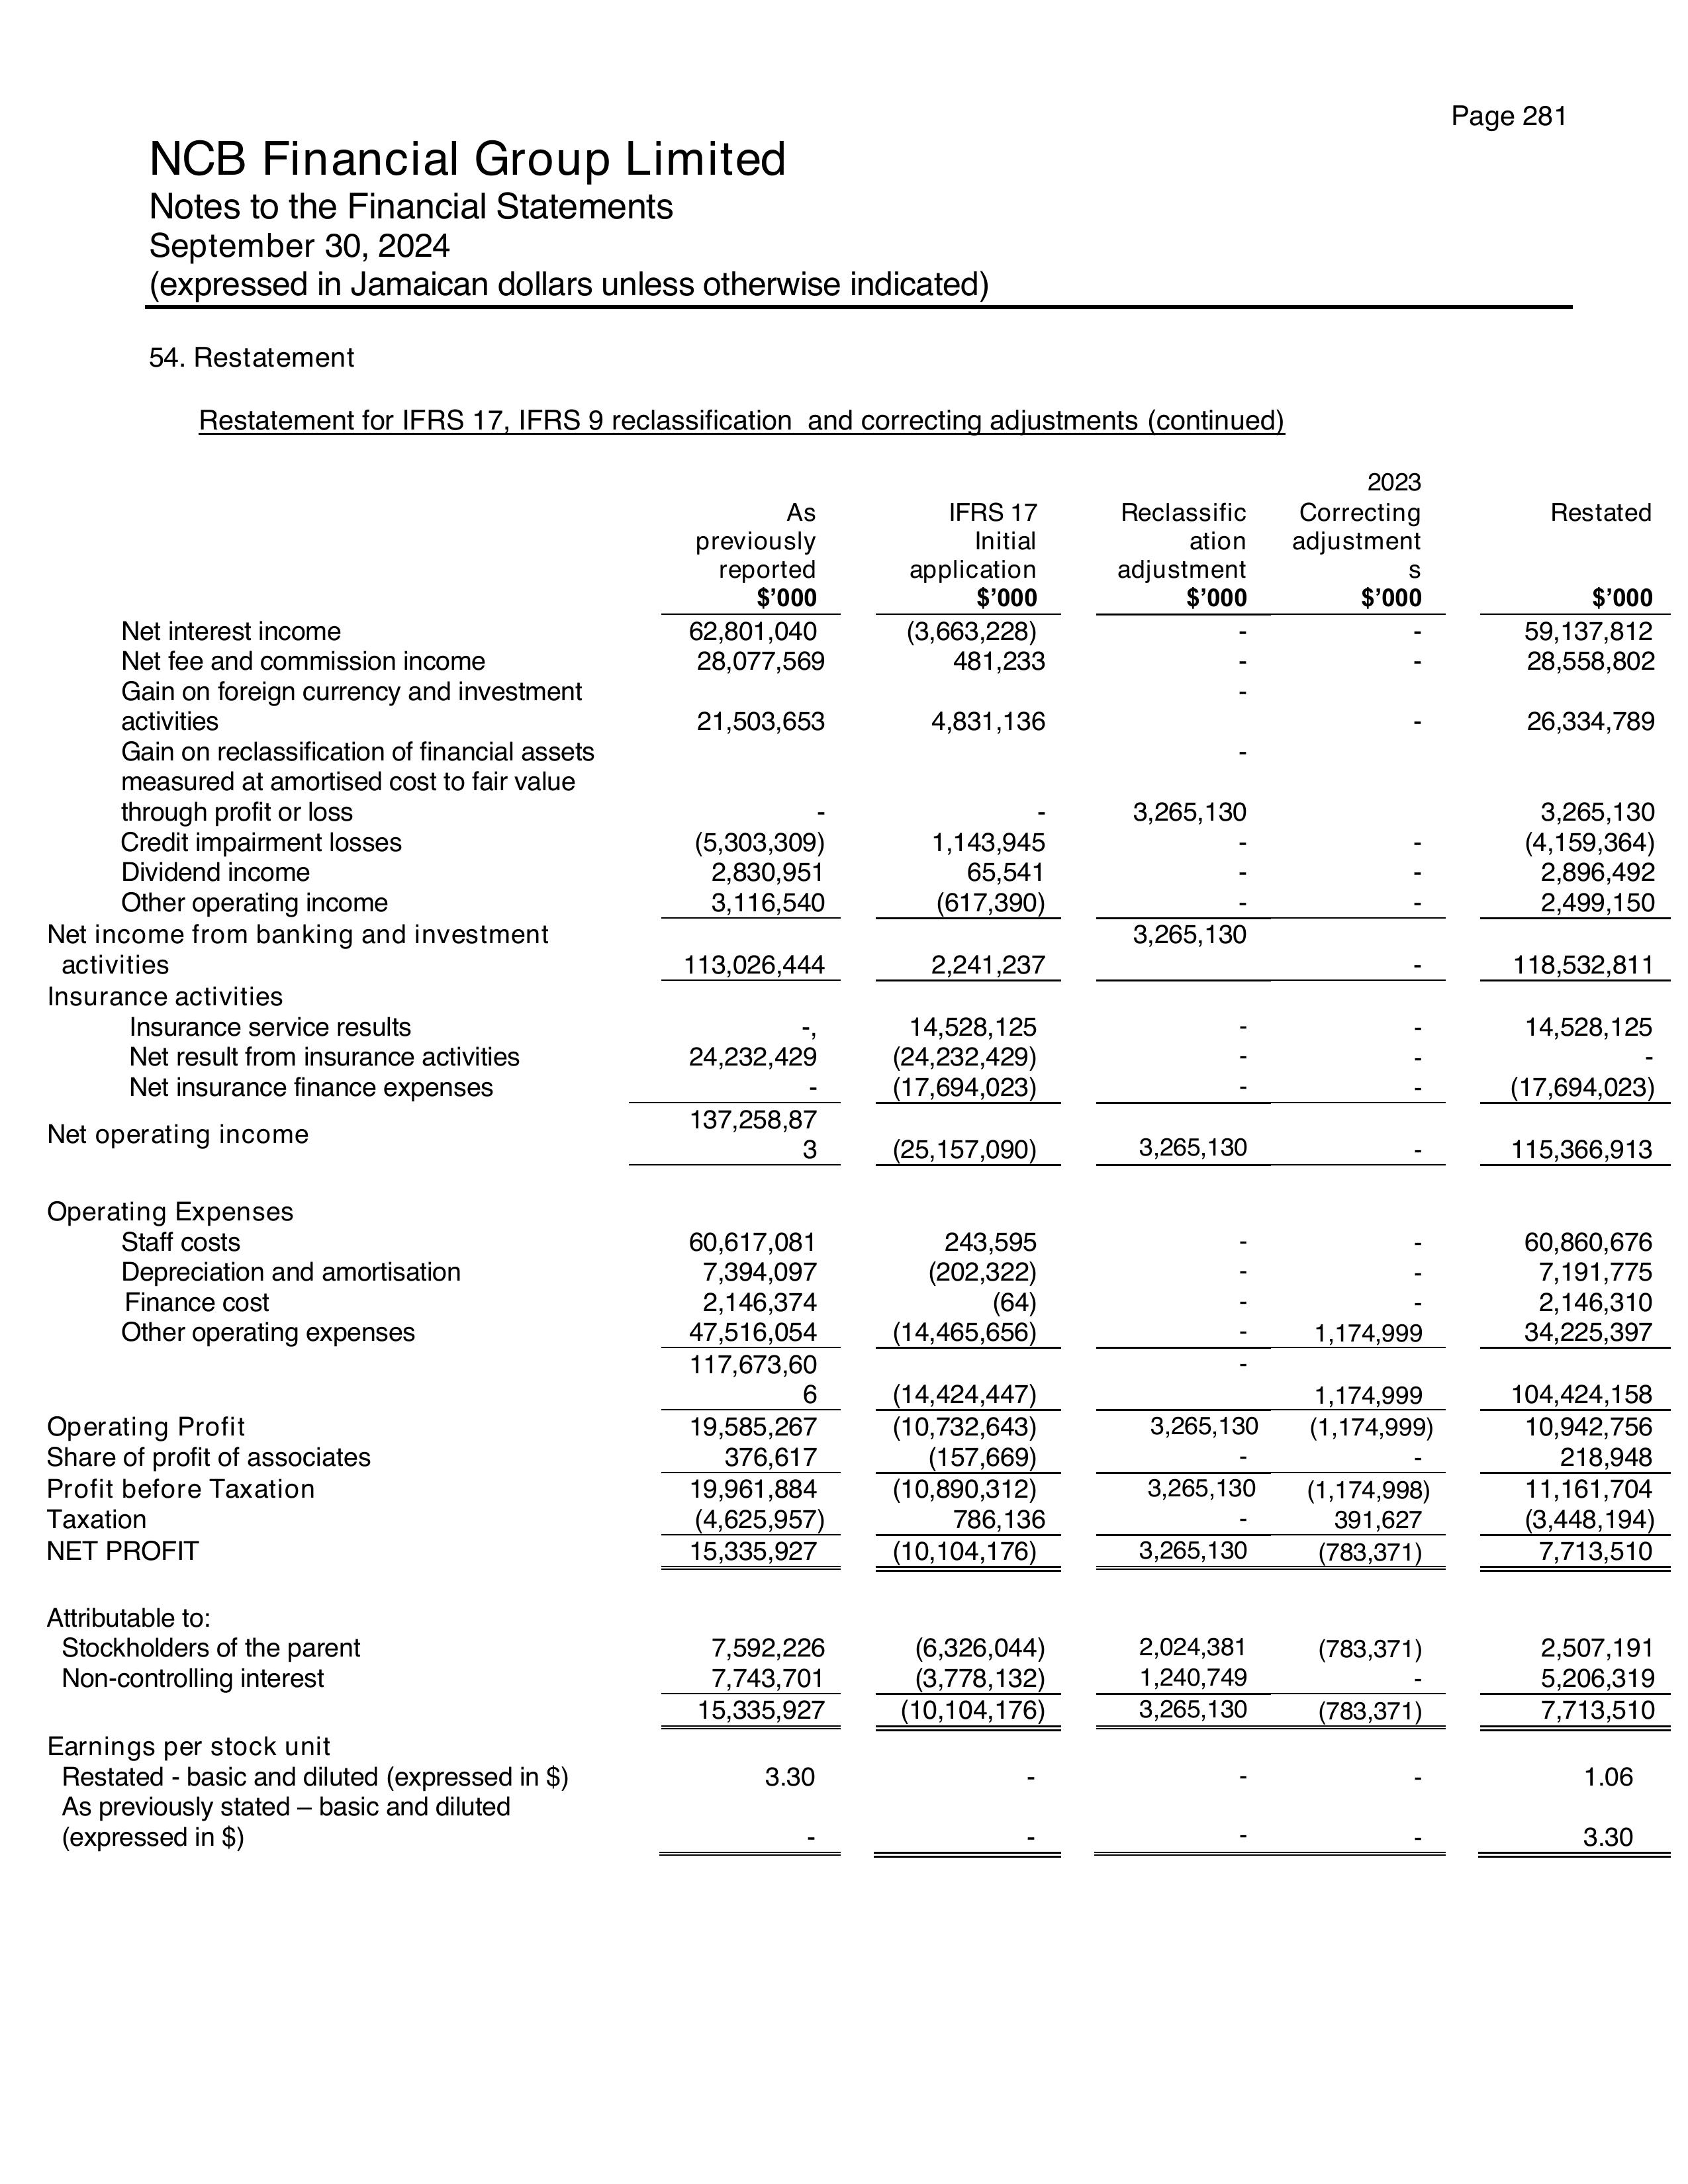 Page 281
NCB Financial Group Limited
Notes to the Financial Statements
September 30, 2024
(expressed in Jamaican dollars unless otherwise indicated)
54. Restatement
Restatement for IFRS 17, IFRS 9 reclassification and correcting adjustments (continued)
2023
As IFRS 17 Reclassific Correcting Restated
previously Initial ation adjustment
reported application adjustment s
$’000 $’000 $’000 $’000 $’000
Net interest income 62,801,040 (3,663,228) - - 59,137,812
Net fee and commission income 28,077,569 481,233 - - 28,558,802
Gain on foreign currency and investment -
activities 21,503,653 4,831,136 - 26,334,789
Gain on reclassification of financial assets -
measured at amortised cost to fair value
through profit or loss - - 3,265,130 3,265,130
Credit impairment losses (5,303,309) 1,143,945 - - (4,159,364)
Dividend income 2,830,951 65,541 - - 2,896,492
Other operating income 3,116,540 (617,390) - - 2,499,150
Net income from banking and investment 3,265,130
activities 113,026,444 2,241,237 - 118,532,811
Insurance activities
Insurance service results -, 14,528,125 - - 14,528,125
Net result from insurance activities 24,232,429 (24,232,429) - - -
Net insurance finance expenses - (17,694,023) - - (17,694,023)
137,258,87
Net operating income 3 (25,157,090) 3,265,130 - 115,366,913
Operating Expenses
Staff costs 60,617,081 243,595 - - 60,860,676
Depreciation and amortisation 7,394,097 (202,322) - - 7,191,775
Finance cost 2,146,374 (64) - - 2,146,310
Other operating expenses 47,516,054 (14,465,656) - 1,174,999 34,225,397
117,673,60 -
6 (14,424,447) 1,174,999 104,424,158
Operating Profit 19,585,267 (10,732,643) 3,265,130 (1,174,999) 10,942,756
Share of profit of associates 376,617 (157,669) - - 218,948
Profit before Taxation 19,961,884 (10,890,312) 3,265,130 (1,174,998) 11,161,704
Taxation (4,625,957) 786,136 - 391,627 (3,448,194)
NET PROFIT 15,335,927 (10,104,176) 3,265,130 (783,371) 7,713,510
Attributable to:
Stockholders of the parent 7,592,226 (6,326,044) 2,024,381 (783,371) 2,507,191
Non-controlling interest 7,743,701 (3,778,132) 1,240,749 - 5,206,319
15,335,927 (10,104,176) 3,265,130 (783,371) 7,713,510
Earnings per stock unit
Restated - basic and diluted (expressed in $) 3.30 - - - 1.06
As previously stated – basic and diluted
(expressed in $) - - - - 3.30